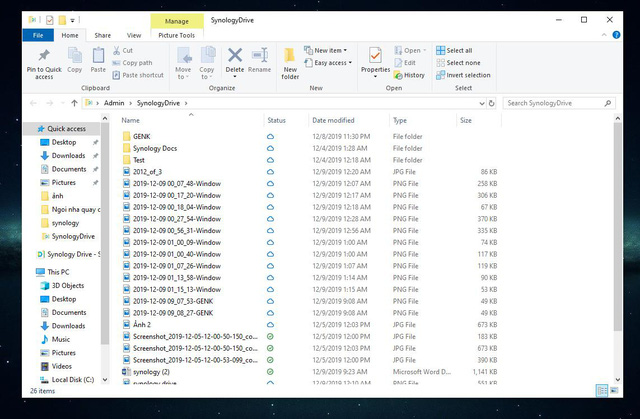 Manage
SynologyDrive
File
Home
Share
View
Picture Tools
Pin to Quick access
Copy
Paste
Cut
Copy path
Paste shortcut
Clipboard
Move to
Copy to
Delete
Rename
Organize
New folder
New item
Easy access
New
Properties
Open
Edit
History
Open
Select all
Select none
Invert selection
Select
Admin > SynologyDrive >
Search SynologyDrive
Quick access
Desktop
Downloads
Documents
Pictures
ảnh
Ngoi nha quay c
synology
SynologyDrive
Synology Drive - S
This PC
3D Objects
Desktop
Documents
Downloads
Music
Pictures
Videos
Local Disk (C:)
Name Status Date modified Type Size
GENK 12/8/2019 11:30 PM File folder
Synology Docs 12/4/2019 1:28 AM File folder
Test 12/4/2019 12:18 AM File folder
2012_of_3 12/9/2019 12:20 AM JPG File 86 KB
2019-12-09 00_07_48-Window 12/9/2019 12:07 AM PNG File 258 KB
2019-12-09 00_17_20-Window 12/9/2019 12:17 AM PNG File 306 KB
2019-12-09 00_18_04-Window 12/9/2019 12:18 AM PNG File 67 KB
2019-12-09 00_27_54-Window 12/9/2019 12:28 AM PNG File 370 KB
2019-12-09 00_56_31-Window 12/9/2019 12:56 AM PNG File 335 KB
2019-12-09 01_00_09-Window 12/9/2019 1:00 AM PNG File 74 KB
2019-12-09 01_00_40-Window 12/9/2019 1:00 AM PNG File 117 KB
2019-12-09 01_07_26-Window 12/9/2019 1:07 AM PNG File 119 KB
2019-12-09 01_13_58-Window 12/9/2019 1:14 AM PNG File 90 KB
2019-12-09 01_15_13-Window 12/9/2019 1:15 AM PNG File 53 KB
2019-12-09 09_07_53-GENK 12/9/2019 9:08 AM PNG File 49 KB
2019-12-09 09_08_27-GENK 12/9/2019 9:08 AM PNG File 49 KB
Ảnh 2 12/5/2019 12:03 PM JPG File 673 KB
Screenshot_2019-12-05-12-00-50-150_co... 12/5/2019 12:00 PM JPG File 183 KB
Screenshot_2019-12-05-12-00-50-150_co... 12/5/2019 12:03 PM JPG File 673 KB
Screenshot_2019-12-05-12-00-53-099_co... 12/5/2019 12:00 PM JPG File 390 KB
synology (2) 12/9/2019 9:23 AM Microsoft Word D... 1,141 KB
synology drive
26 items